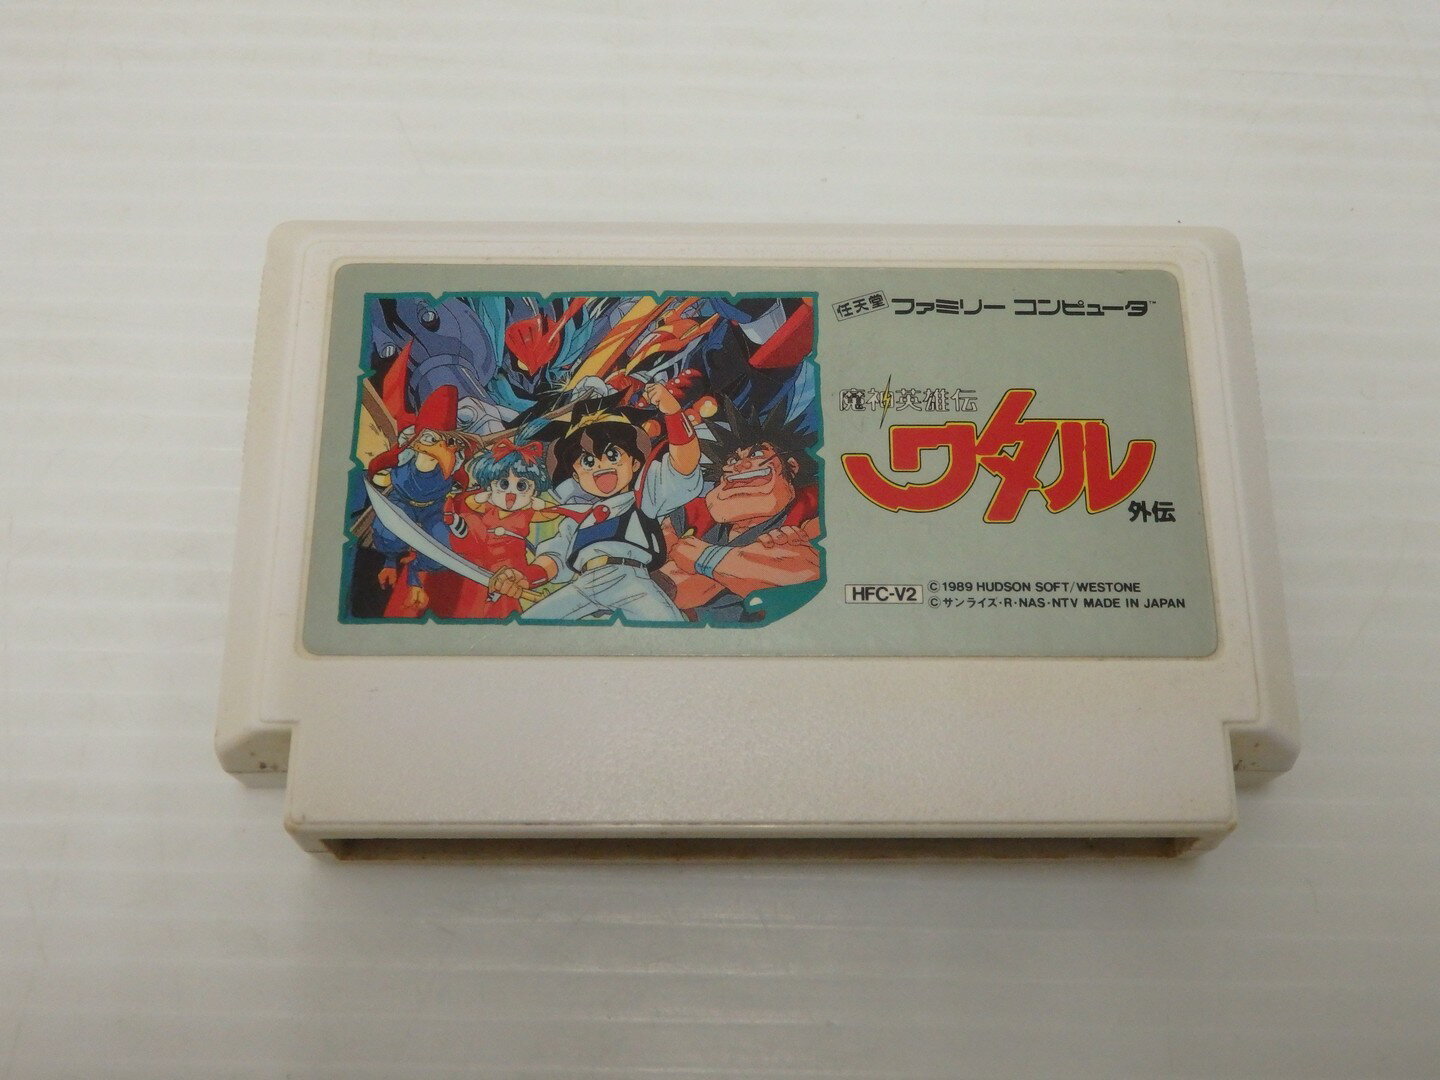 任天堂 ファミリー コンピュータ™
魔神英雄伝
ワタル
外伝
HFC-V2 ©1989 HUDSON SOFT/WESTONE
©サンライズ・R・NAS・NTV MADE IN JAPAN